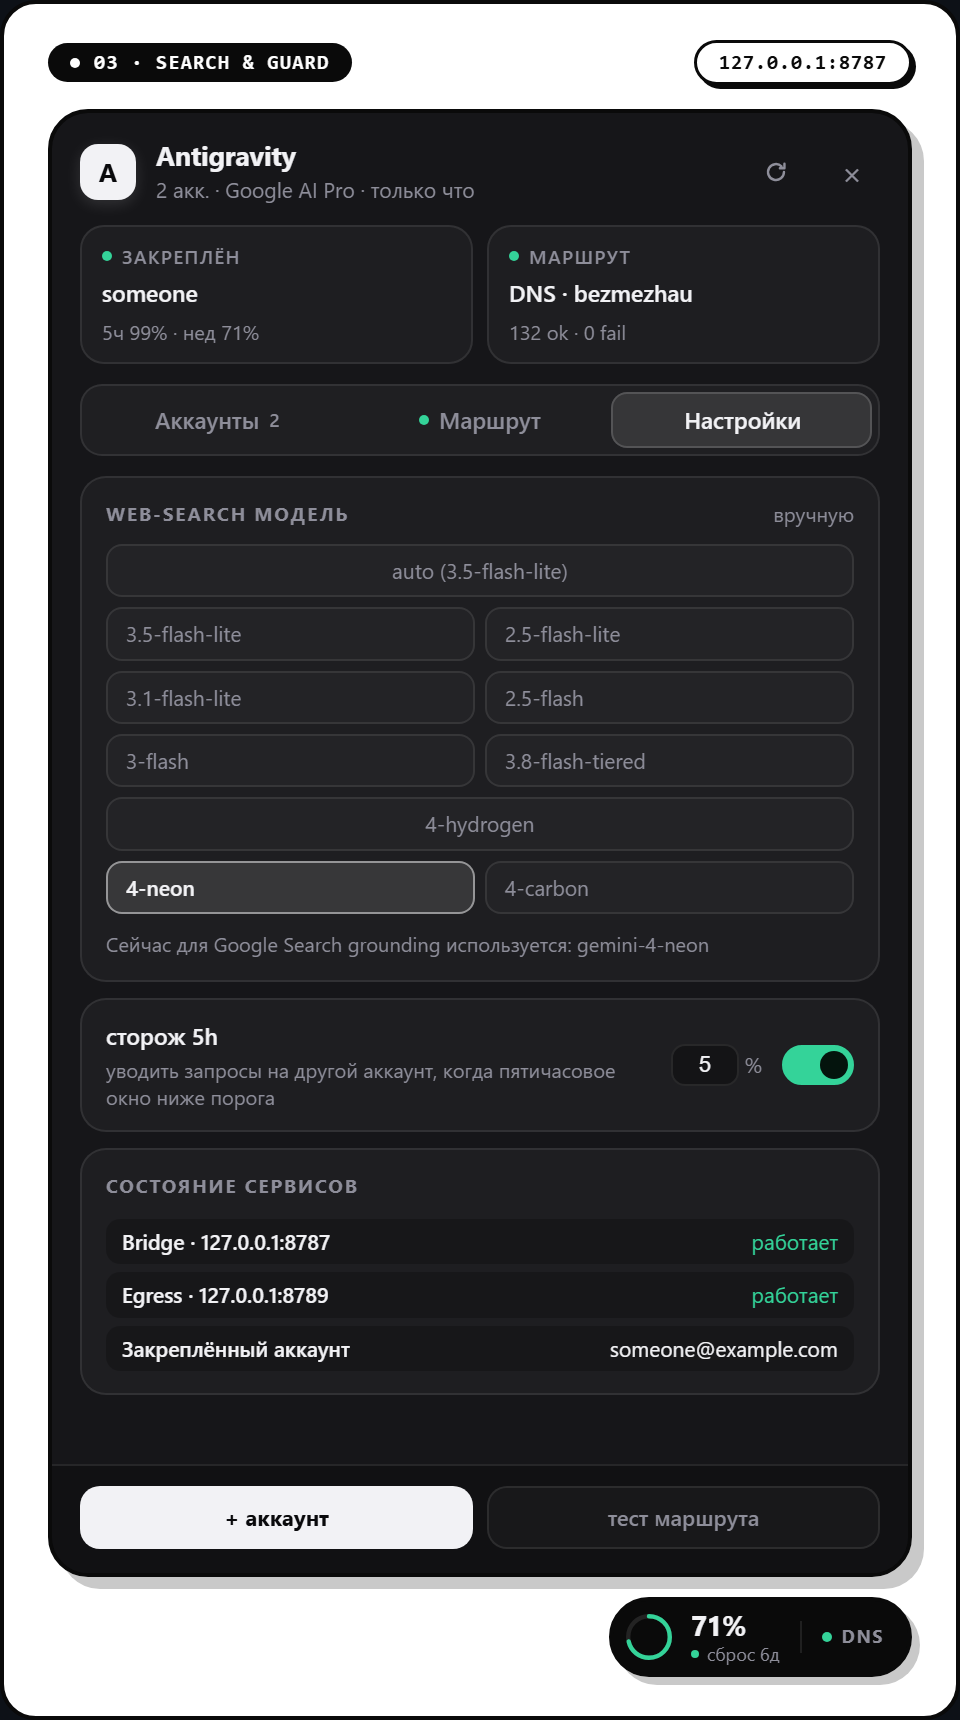 03 · SEARCH & GUARD
127.0.0.1:8787
A
Antigravity
2 акк. · Google AI Pro · только что
ЗАКРЕПЛЁН
someone
5ч 99% · нед 71%
МАРШРУТ
DNS · bezmezhau
132 ok · 0 fail
Аккаунты 2
Маршрут
Настройки
WEB-SEARCH МОДЕЛЬ
вручную
auto (3.5-flash-lite)
3.5-flash-lite
2.5-flash-lite
3.1-flash-lite
2.5-flash
3-flash
3.8-flash-tiered
4-hydrogen
4-neon
4-carbon
Сейчас для Google Search grounding используется: gemini-4-neon
сторож 5h
уводить запросы на другой аккаунт, когда пятичасовое
окно ниже порога
5 %
СОСТОЯНИЕ СЕРВИСОВ
Bridge · 127.0.0.1:8787
работает
Egress · 127.0.0.1:8789
работает
Закреплённый аккаунт
someone@example.com
+ аккаунт
тест маршрута
71%
сброс 6д
DNS